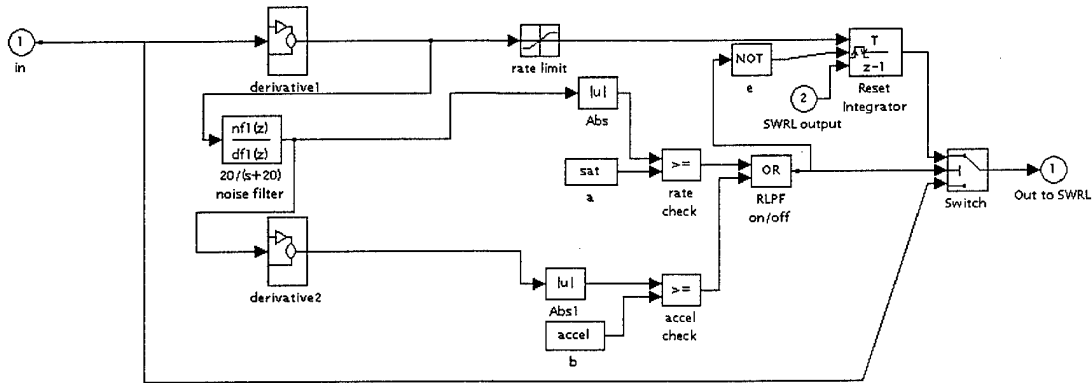 1
in
derivative1
rate limit
NOT
e
T
z-1
Reset
Integrator
2
SWRL output
nf1(z)
df1(z)
20/(s+20)
noise filter
|u|
Abs
sat
a
>=
rate
check
OR
RLPF
on/off
Switch
1
Out to SWRL
derivative2
|u|
Abs1
accel
b
>=
accel
check